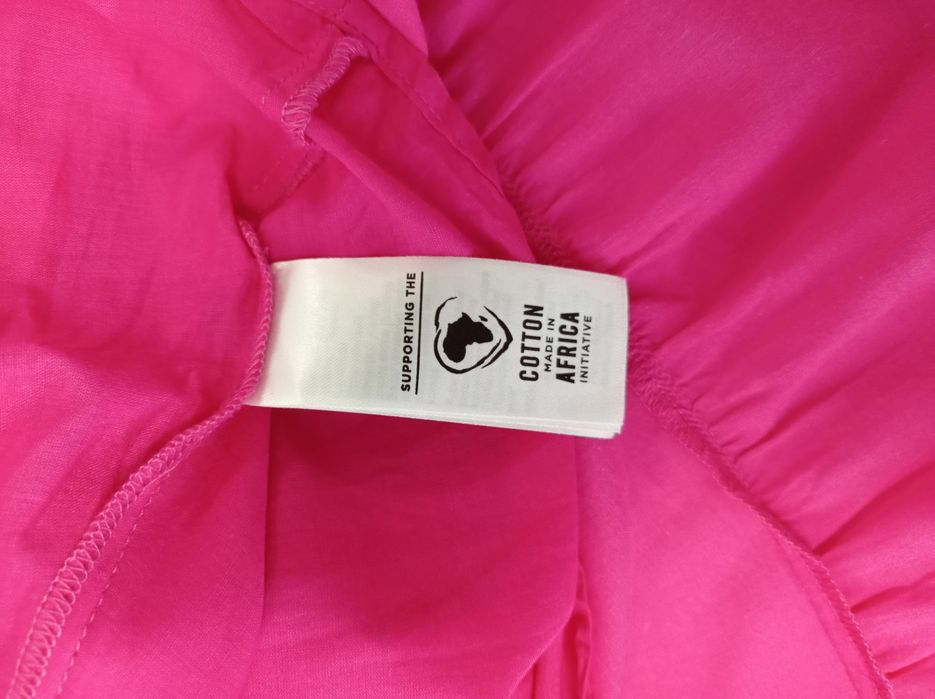 SUPPORTING THE
COTTON
MADE IN
AFRICA
INITIATIVE